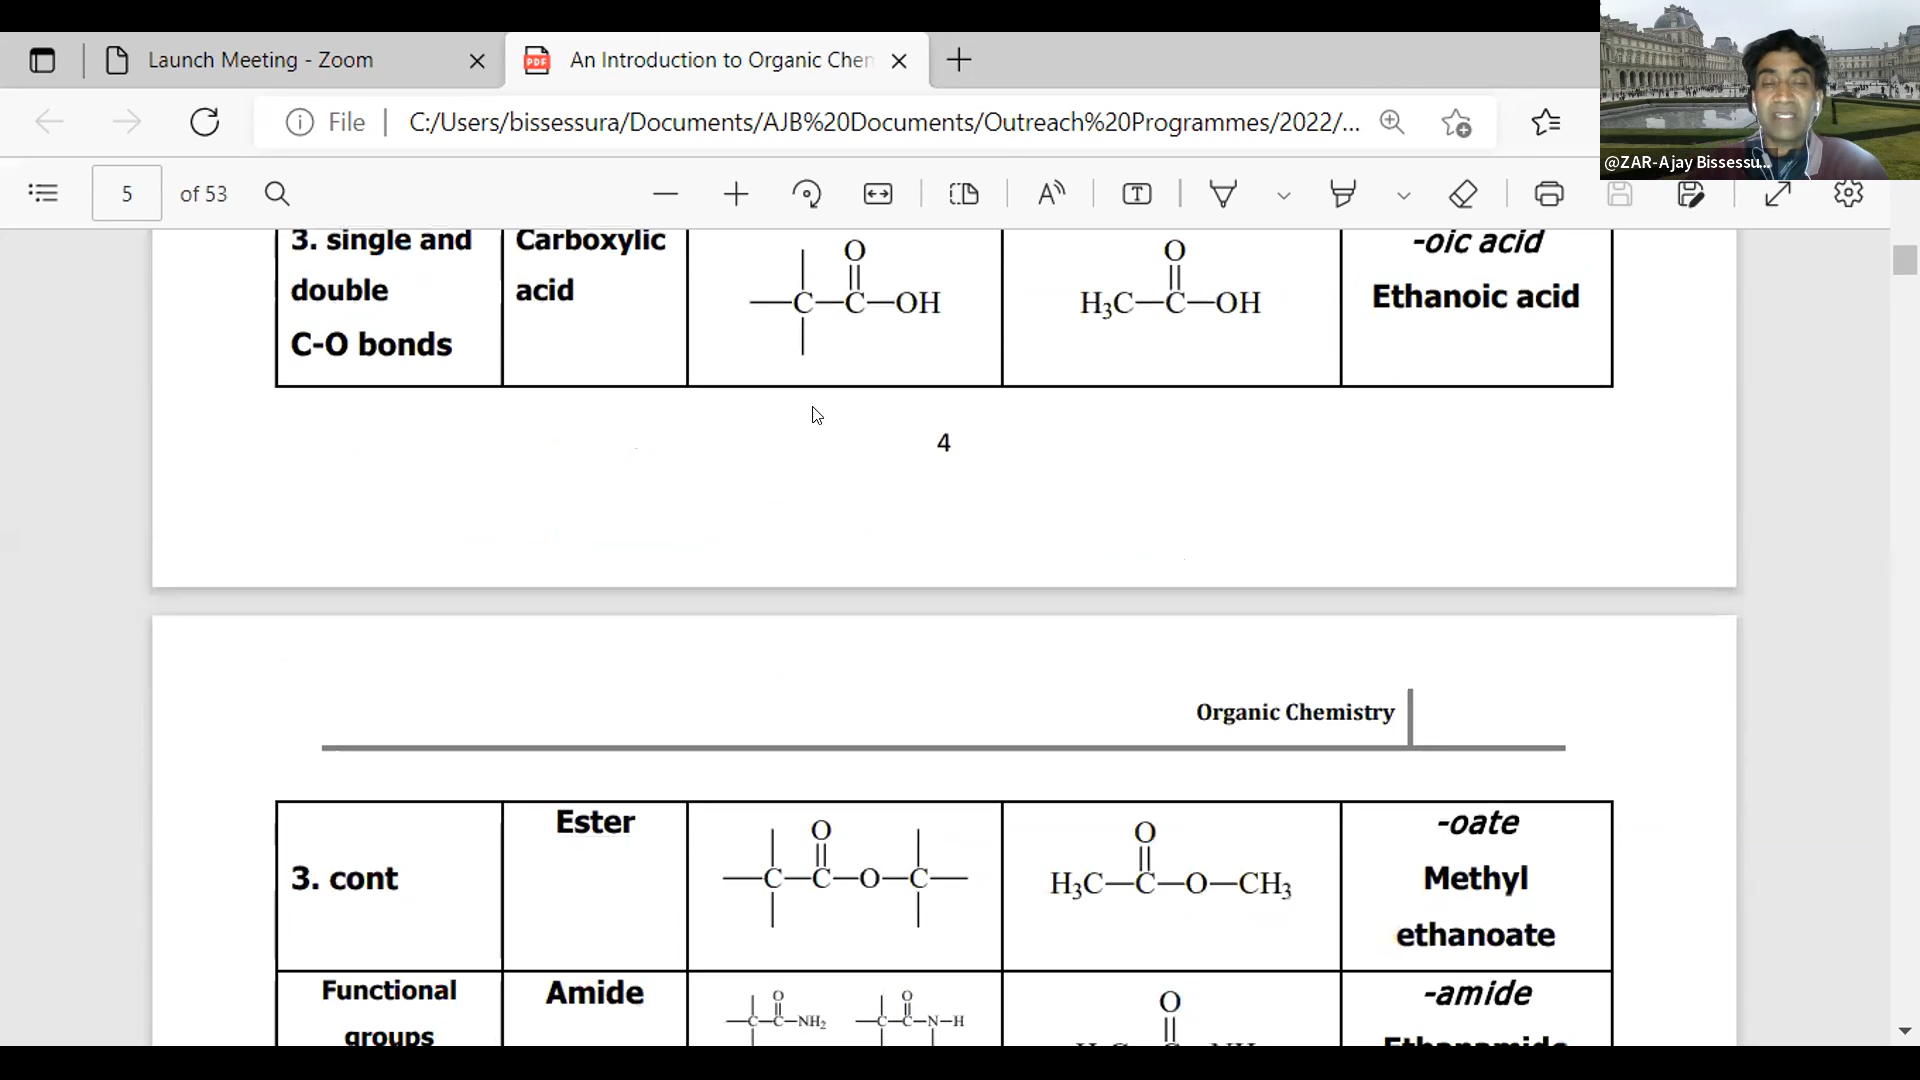 Launch Meeting - Zoom
An Introduction to Organic Chem
File
C:/Users/bissessura/Documents/AJB%20Documents/Outreach%20Programmes/2022/...
@ZAR-Ajay Bissessu...
5 of 53
3. single and double C-O bonds
Carboxylic acid
O
C—C—OH
O
H₃C—C—OH
-oic acid
Ethanoic acid
4
Organic Chemistry
3. cont
Ester
O
C—C—O—C
O
H₃C—C—O—CH₃
-oate
Methyl
ethanoate
Functional
groups
Amide
O
C—C—NH₂
O
C—C—N—H
O
-amide
Ethanamide